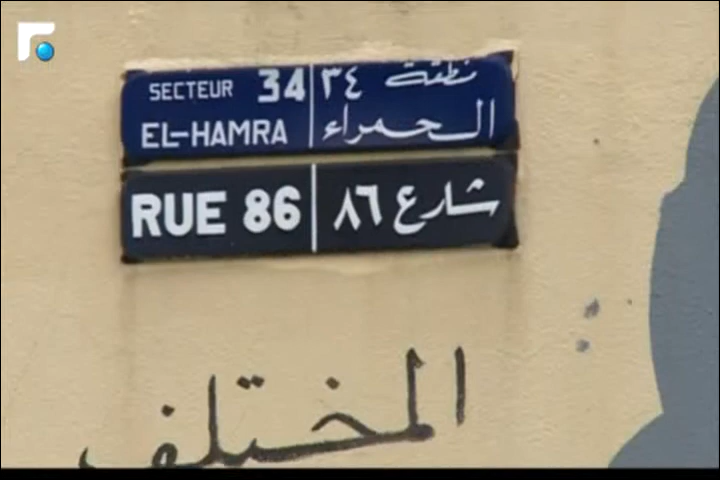 SECTEUR 34
EL-HAMRA
منطقة ٣٤
الحمراء
RUE 86
شارع ٨٦
المختلف